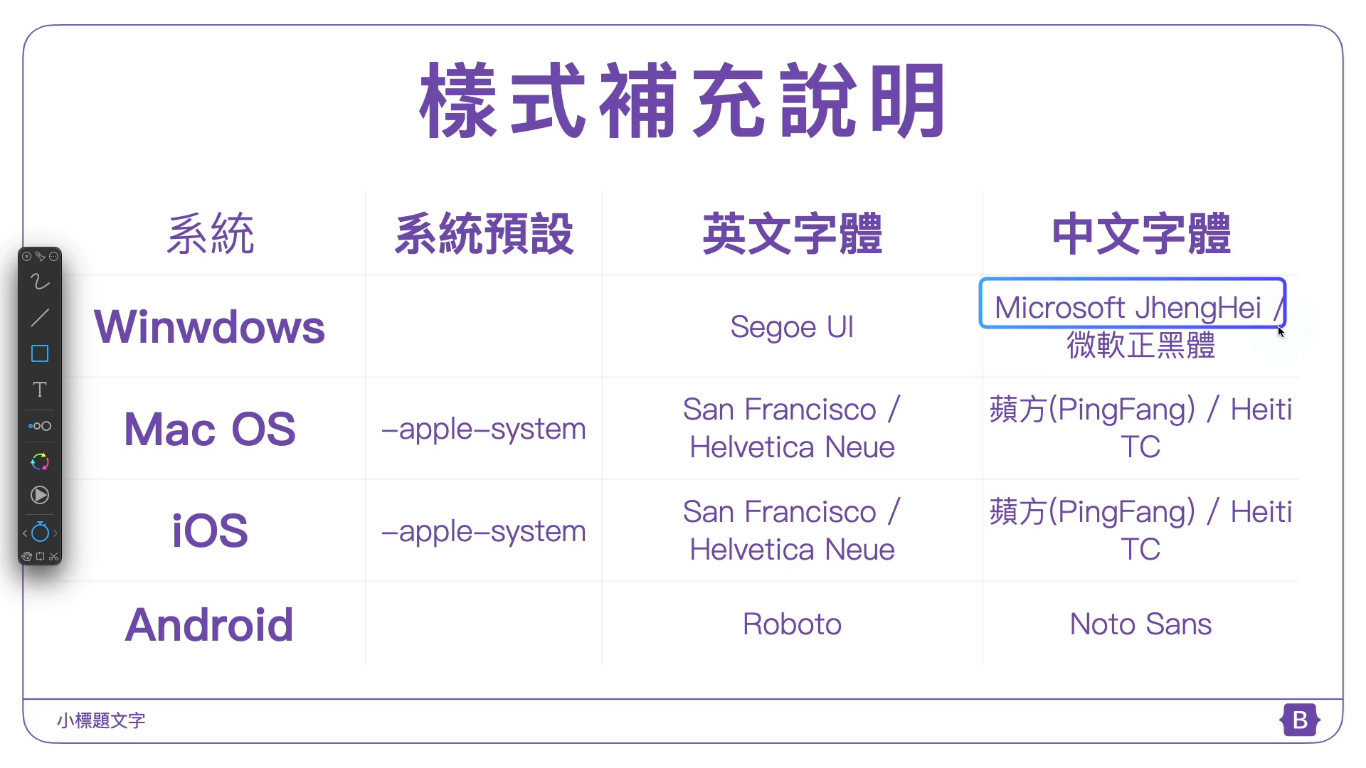 樣式補充說明
系統 系統預設 英文字體 中文字體
Winwdows Segoe UI Microsoft JhengHei /
微軟正黑體
Mac OS -apple-system San Francisco / 蘋方(PingFang) / Heiti
Helvetica Neue TC
iOS -apple-system San Francisco / 蘋方(PingFang) / Heiti
Helvetica Neue TC
Android Roboto Noto Sans
小標題文字 B
T